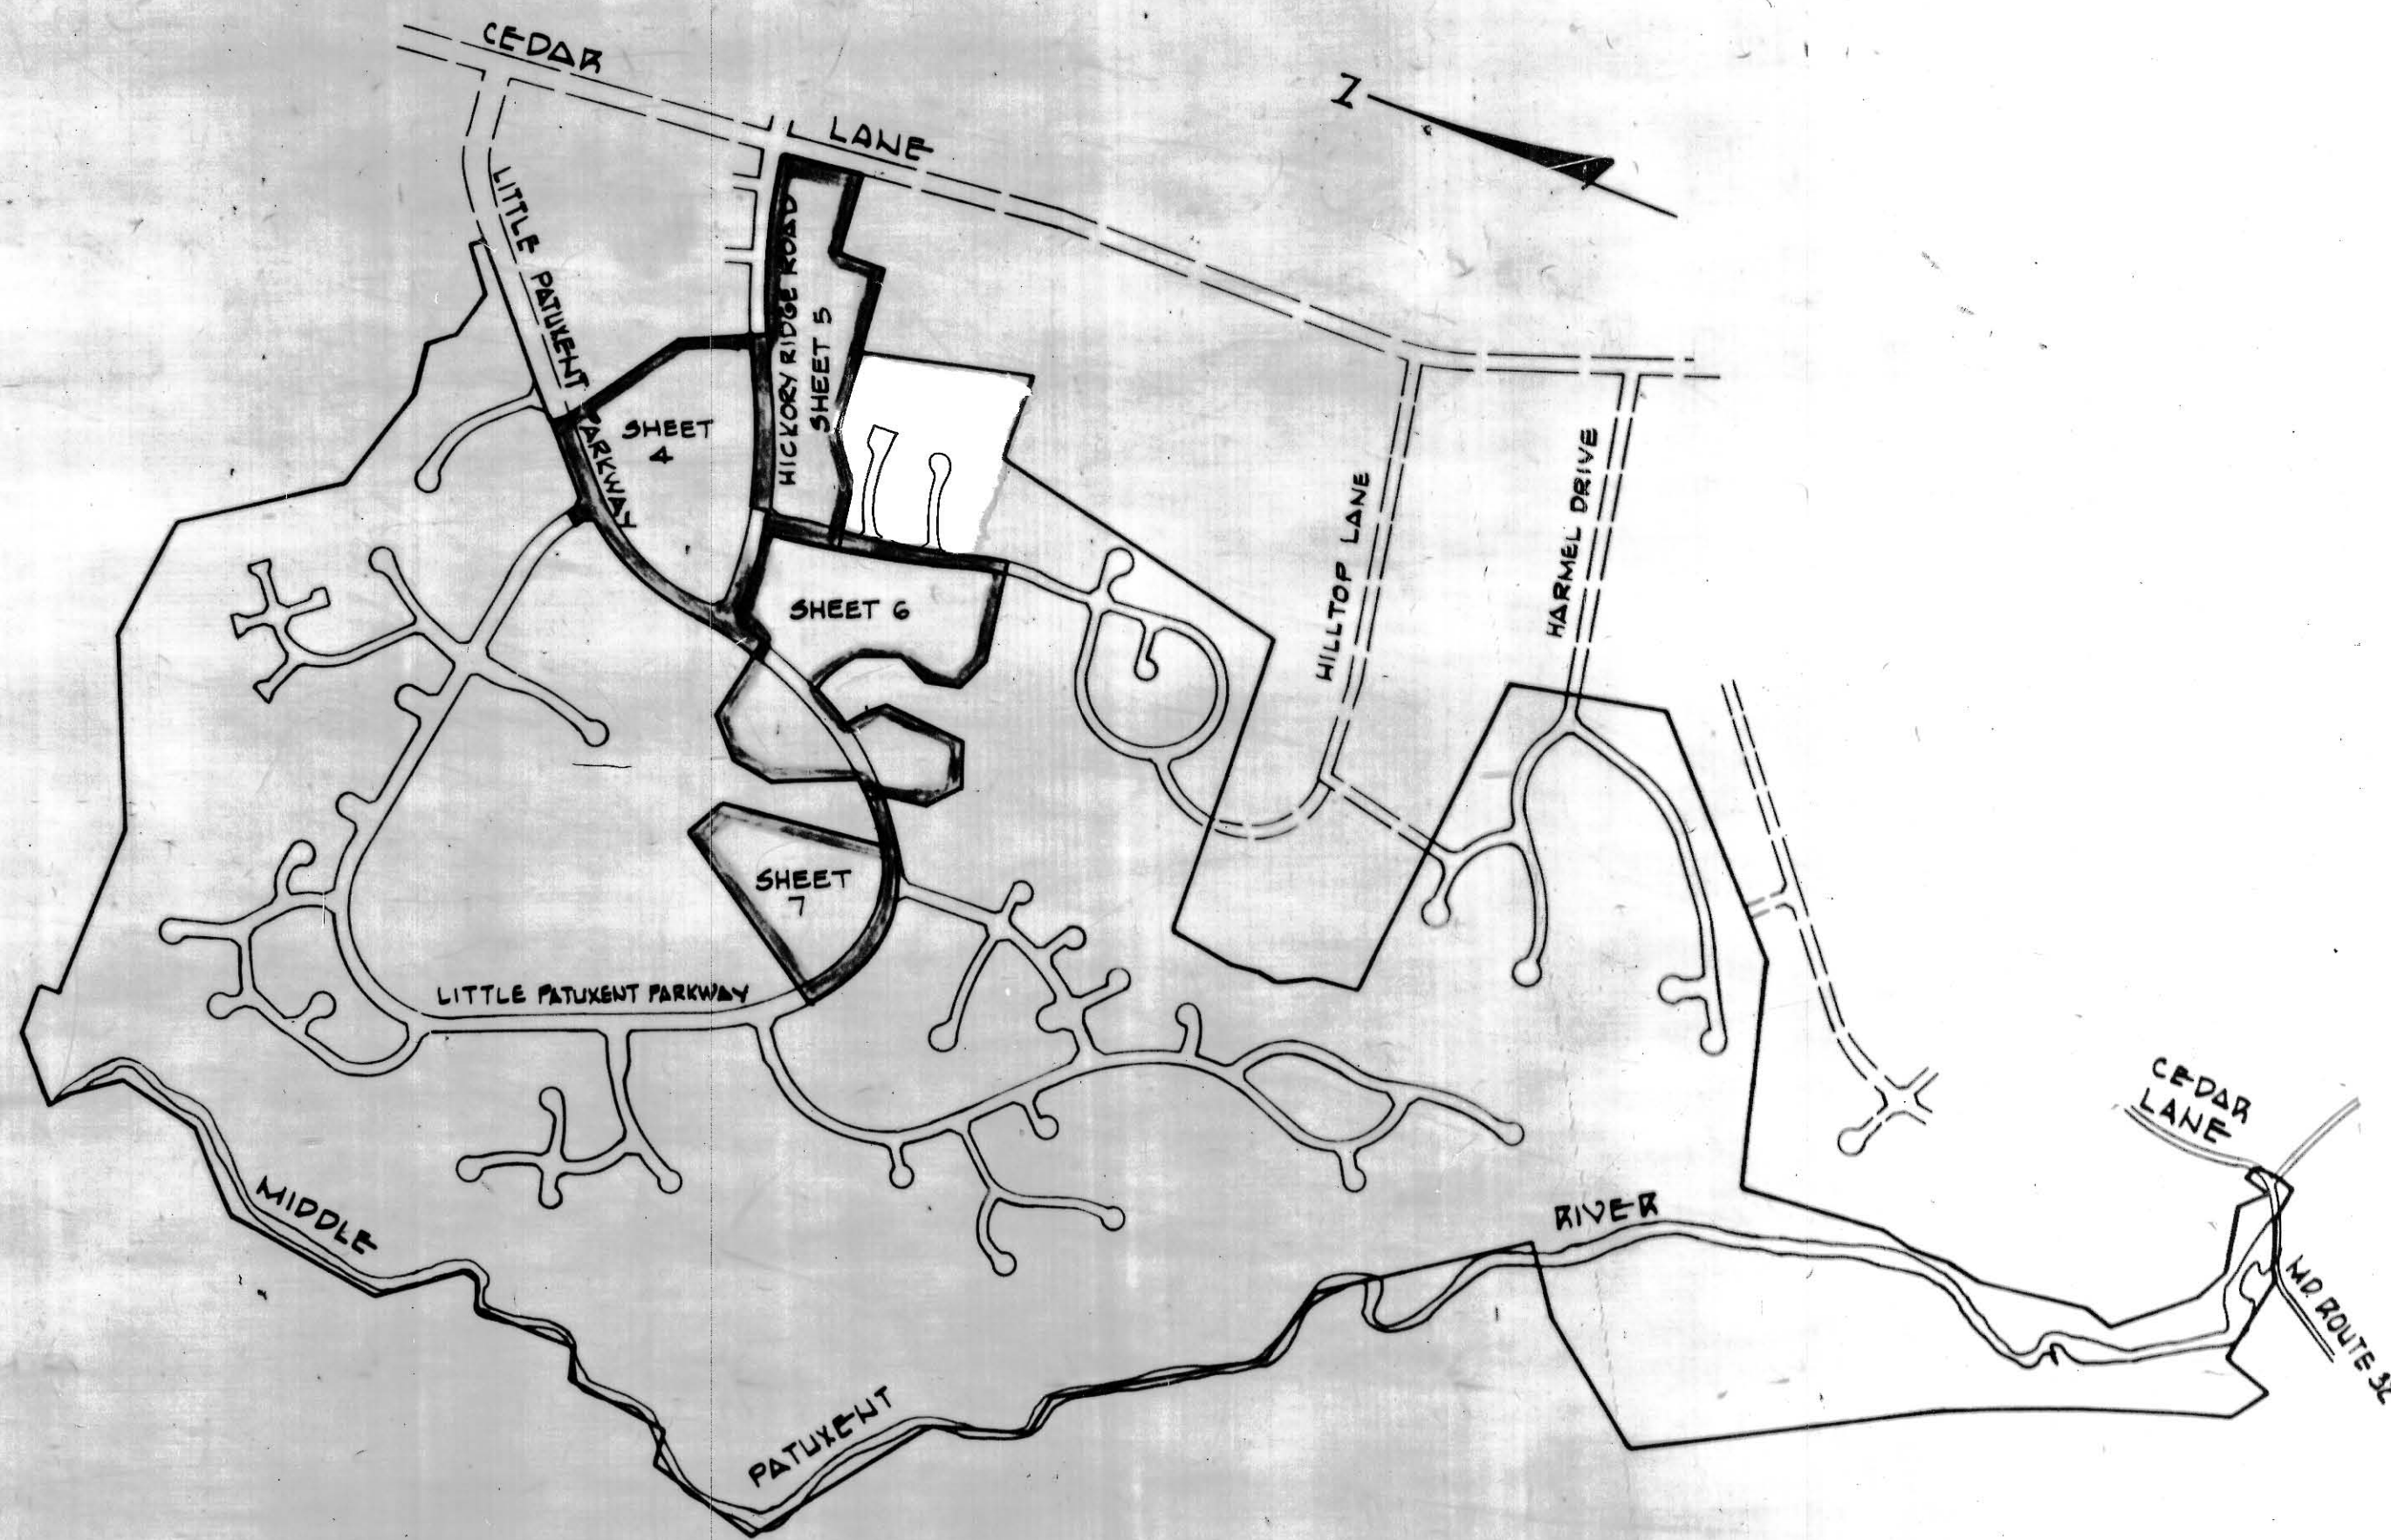 CEDAR
LANE
Z
LITTLE PATUXENT
PARKWAY
HICKORY RIDGE ROAD
SHEET 5
SHEET
4
SHEET 6
HILLTOP LANE
HARMEL DRIVE
SHEET
7
LITTLE PATUXENT PARKWAY
CEDAR
LANE
MIDDLE
RIVER
MD. ROUTE 32
PATUXENT